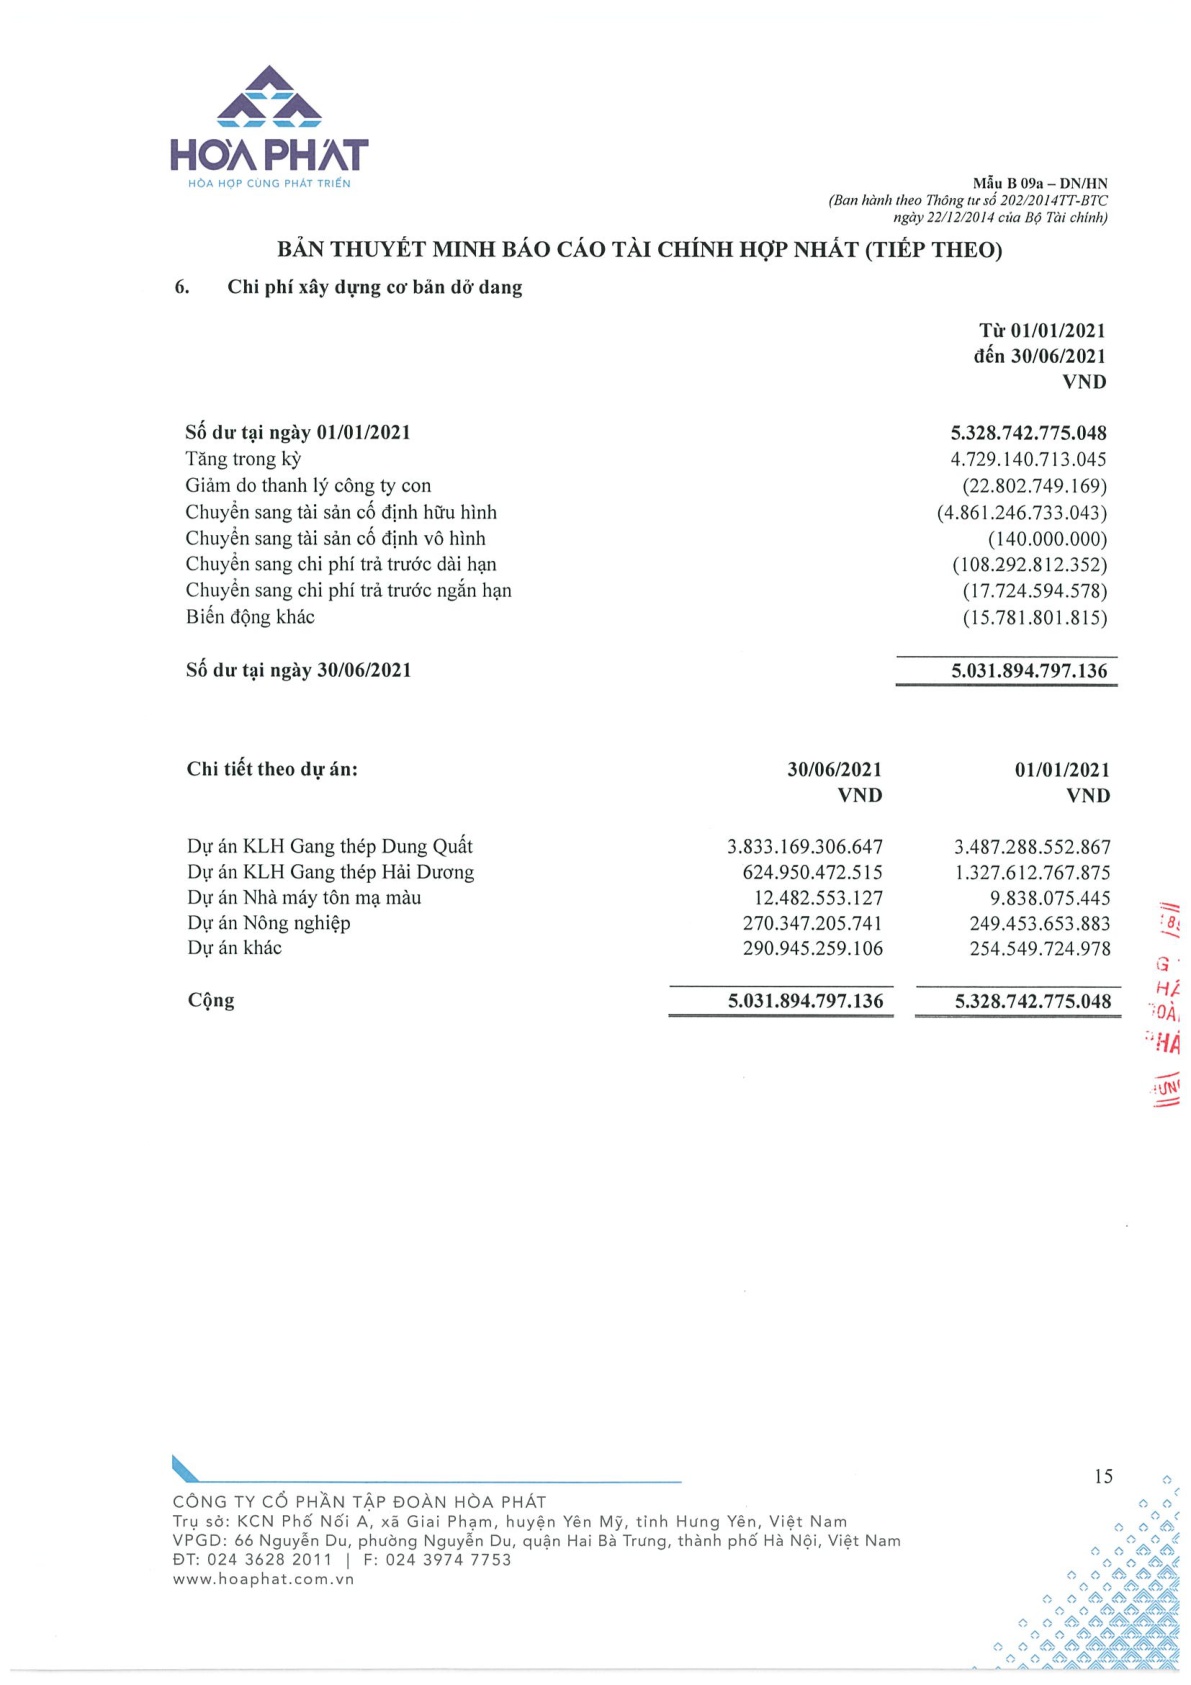 HÒA PHÁT
HÒA HỢP CÙNG PHÁT TRIỂN
Mẫu B 09a – DN/HN
(Ban hành theo Thông tư số 202/2014TT-BTC
ngày 22/12/2014 của Bộ Tài chính)
BẢN THUYẾT MINH BÁO CÁO TÀI CHÍNH HỢP NHẤT (TIẾP THEO)
6. Chi phí xây dựng cơ bản dở dang
Từ 01/01/2021
đến 30/06/2021
VND
Số dư tại ngày 01/01/2021 5.328.742.775.048
Tăng trong kỳ 4.729.140.713.045
Giảm do thanh lý công ty con (22.802.749.169)
Chuyển sang tài sản cố định hữu hình (4.861.246.733.043)
Chuyển sang tài sản cố định vô hình (140.000.000)
Chuyển sang chi phí trả trước dài hạn (108.292.812.352)
Chuyển sang chi phí trả trước ngắn hạn (17.724.594.578)
Biến động khác (15.781.801.815)
Số dư tại ngày 30/06/2021 5.031.894.797.136
Chi tiết theo dự án: 30/06/2021 01/01/2021
VND VND
Dự án KLH Gang thép Dung Quất 3.833.169.306.647 3.487.288.552.867
Dự án KLH Gang thép Hải Dương 624.950.472.515 1.327.612.767.875
Dự án Nhà máy tôn mạ màu 12.482.553.127 9.838.075.445
Dự án Nông nghiệp 270.347.205.741 249.453.653.883
Dự án khác 290.945.259.106 254.549.724.978
Cộng 5.031.894.797.136 5.328.742.775.048
15
CÔNG TY CỔ PHẦN TẬP ĐOÀN HÒA PHÁT
Trụ sở: KCN Phố Nối A, xã Giai Phạm, huyện Yên Mỹ, tỉnh Hưng Yên, Việt Nam
VPGD: 66 Nguyễn Du, phường Nguyễn Du, quận Hai Bà Trưng, thành phố Hà Nội, Việt Nam
ĐT: 024 3628 2011 | F: 024 3974 7753
www.hoaphat.com.vn